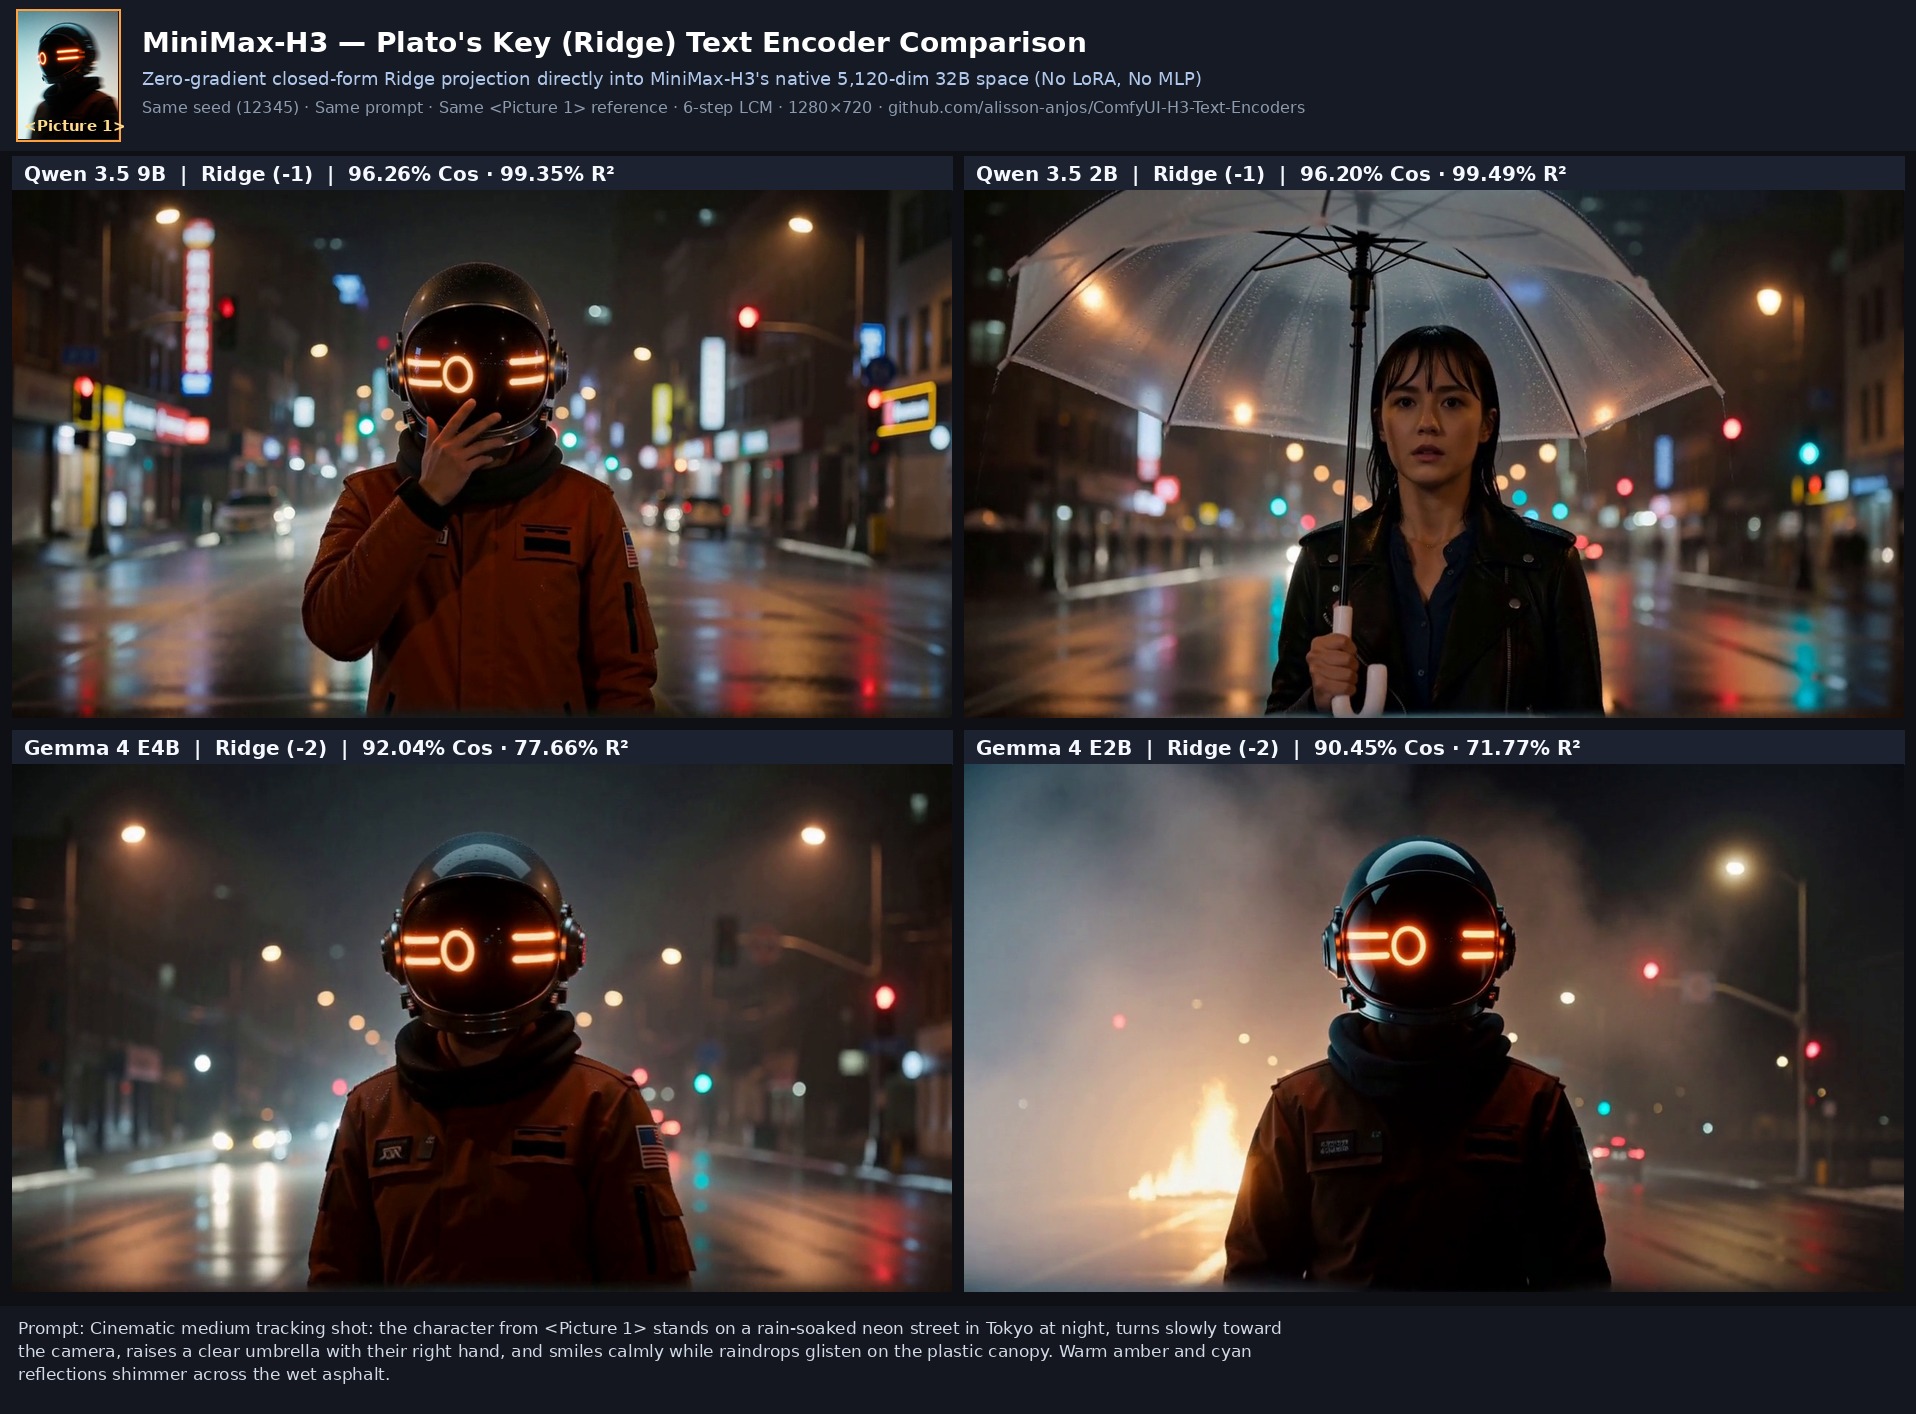 <Picture 1>
MiniMax-H3 — Plato's Key (Ridge) Text Encoder Comparison
Zero-gradient closed-form Ridge projection directly into MiniMax-H3's native 5,120-dim 32B space (No LoRA, No MLP)
Same seed (12345) · Same prompt · Same <Picture 1> reference · 6-step LCM · 1280×720 · github.com/alisson-anjos/ComfyUI-H3-Text-Encoders
Qwen 3.5 9B | Ridge (-1) | 96.26% Cos · 99.35% R²
Qwen 3.5 2B | Ridge (-1) | 96.20% Cos · 99.49% R²
Gemma 4 E4B | Ridge (-2) | 92.04% Cos · 77.66% R²
Gemma 4 E2B | Ridge (-2) | 90.45% Cos · 71.77% R²
Prompt: Cinematic medium tracking shot: the character from <Picture 1> stands on a rain-soaked neon street in Tokyo at night, turns slowly toward
the camera, raises a clear umbrella with their right hand, and smiles calmly while raindrops glisten on the plastic canopy. Warm amber and cyan
reflections shimmer across the wet asphalt.